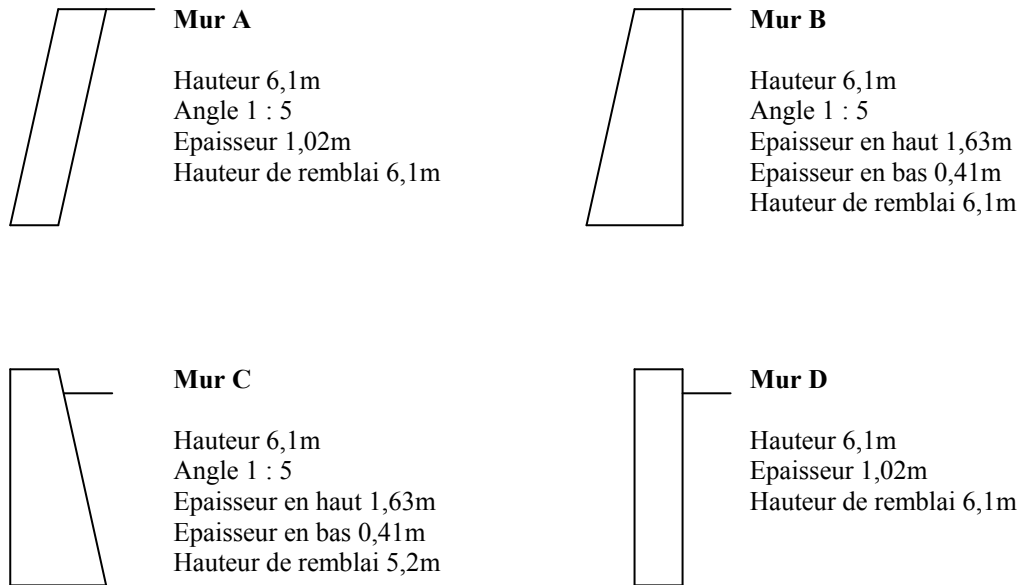 Mur A
Hauteur 6,1m
Angle 1 : 5
Epaisseur 1,02m
Hauteur de remblai 6,1m
Mur B
Hauteur 6,1m
Angle 1 : 5
Epaisseur en haut 1,63m
Epaisseur en bas 0,41m
Hauteur de remblai 6,1m
Mur C
Hauteur 6,1m
Angle 1 : 5
Epaisseur en haut 1,63m
Epaisseur en bas 0,41m
Hauteur de remblai 5,2m
Mur D
Hauteur 6,1m
Epaisseur 1,02m
Hauteur de remblai 6,1m